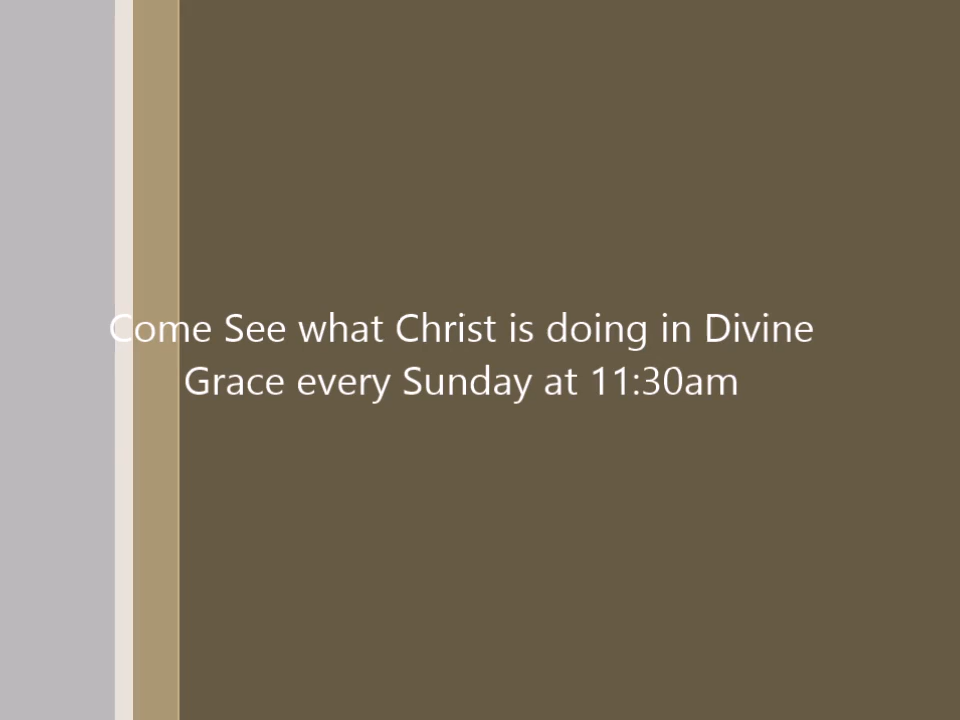 Come See what Christ is doing in Divine
Grace every Sunday at 11:30am